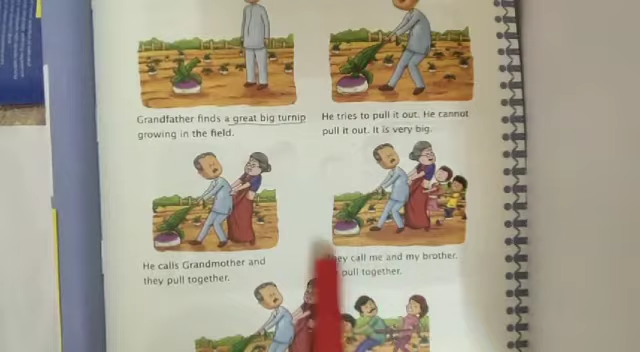 Grandfather finds a great big turnip
growing in the field.
He tries to pull it out. He cannot
pull it out. It is very big.
He calls Grandmother and
they pull together.
call me and my brother.
pull together.